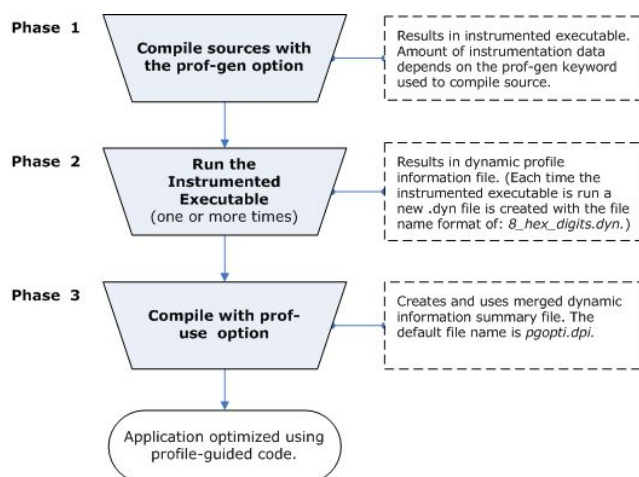 Phase 1
Compile sources with
the prof-gen option
Results in instrumented executable.
Amount of instrumentation data
depends on the prof-gen keyword
used to compile source.
Phase 2
Run the
Instrumented
Executable
(one or more times)
Results in dynamic profile
information file. (Each time the
instrumented executable is run a
new .dyn file is created with the file
name format of: 8_hex_digits.dyn.)
Phase 3
Compile with prof-
use option
Creates and uses merged dynamic
information summary file. The
default file name is pgopti.dpi.
Application optimized using
profile-guided code.